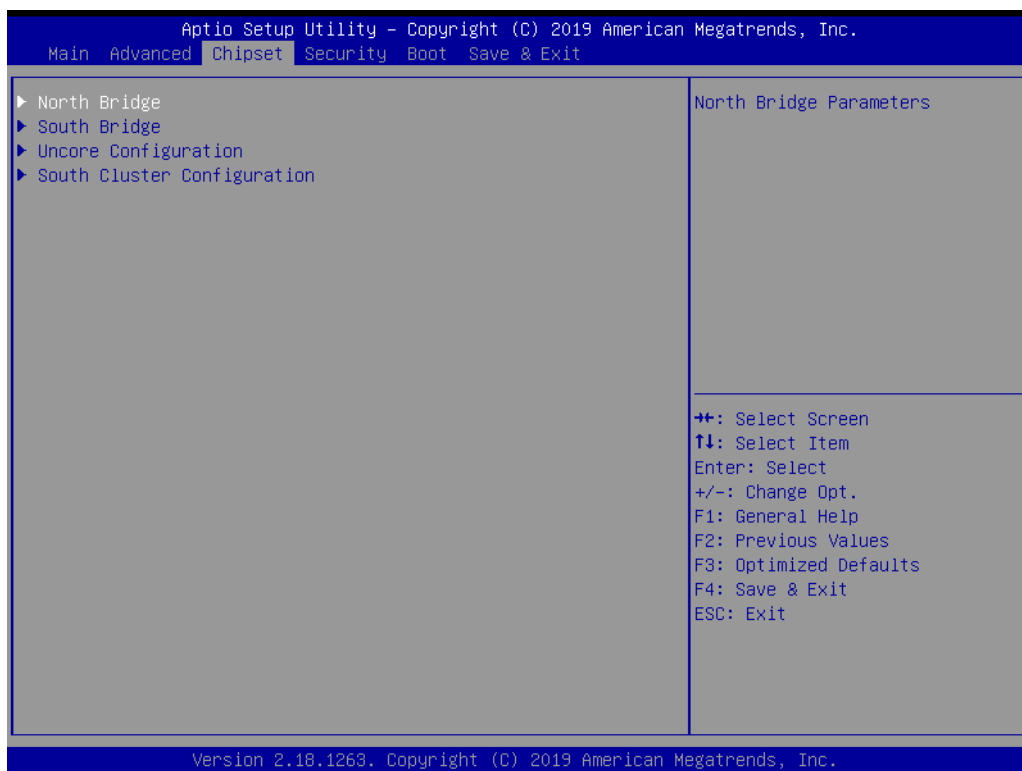 Aptio Setup Utility – Copyright (C) 2019 American Megatrends, Inc.
Main Advanced Chipset Security Boot Save & Exit
▶ North Bridge
▶ South Bridge
▶ Uncore Configuration
▶ South Cluster Configuration
North Bridge Parameters
→←: Select Screen
↑↓: Select Item
Enter: Select
+/-: Change Opt.
F1: General Help
F2: Previous Values
F3: Optimized Defaults
F4: Save & Exit
ESC: Exit
Version 2.18.1263. Copyright (C) 2019 American Megatrends, Inc.